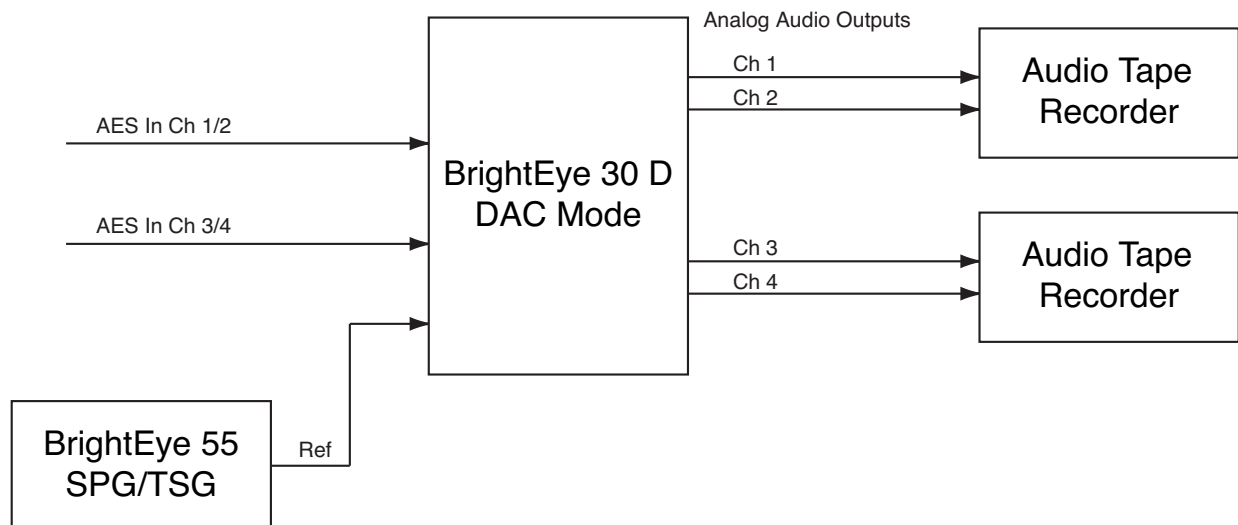 Analog Audio Outputs
Ch 1
Ch 2
Audio Tape
Recorder
AES In Ch 1/2
BrightEye 30 D
DAC Mode
AES In Ch 3/4
Ch 3
Ch 4
Audio Tape
Recorder
Ref
BrightEye 55
SPG/TSG